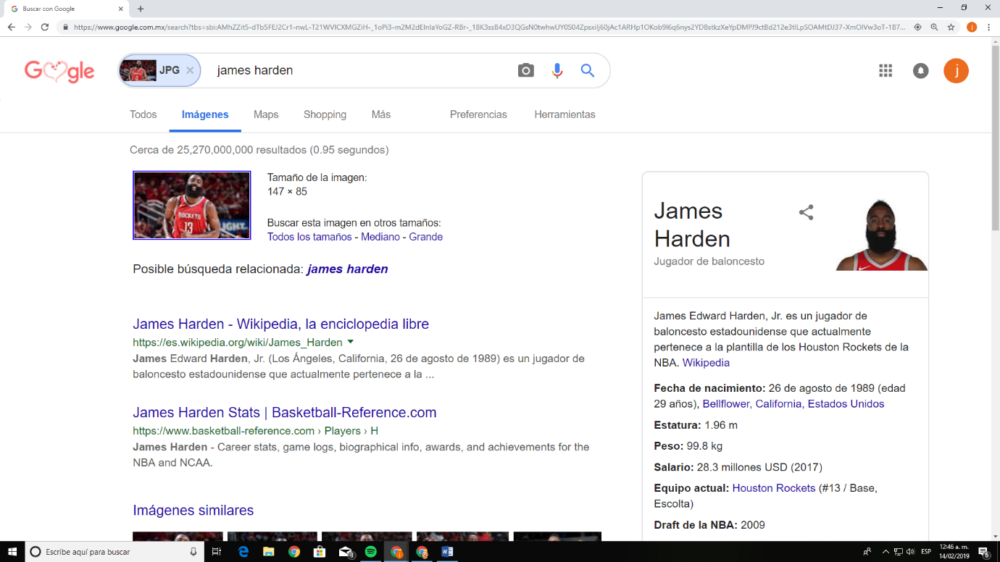 Buscar con Google
https://www.google.com.mx/search?tbs=sbi:AMhZZit5-dTb5FEJ2Cr1-nwL-T21WVICXMGZiH-_1oPi3-m2M2dEInIaYoGZ-RBr-_1BK3ssB4xD3QGsN0twhwUY0S04Zpsxilj60jAc1ARHp1OKob9I6q6nys2YDBstkzXeYpDMPJ9ctBd212e3tlLpSOAMtDJ37-XmOIVw3oT-1B7...
Google
JPG
james harden
j
Todos Imágenes Maps Shopping Más Preferencias Herramientas
Cerca de 25,270,000,000 resultados (0.95 segundos)
ROCKETS
13
Tamaño de la imagen:
147 × 85
Buscar esta imagen en otros tamaños:
Todos los tamaños - Mediano - Grande
Posible búsqueda relacionada: james harden
James Harden - Wikipedia, la enciclopedia libre
https://es.wikipedia.org/wiki/James_Harden
James Edward Harden, Jr. (Los Ángeles, California, 26 de agosto de 1989) es un jugador de
baloncesto estadounidense que actualmente pertenece a la ...
James Harden Stats | Basketball-Reference.com
https://www.basketball-reference.com › Players › H
James Harden - Career stats, game logs, biographical info, awards, and achievements for the
NBA and NCAA.
Imágenes similares
James
Harden
Jugador de baloncesto
James Edward Harden, Jr. es un jugador de
baloncesto estadounidense que actualmente
pertenece a la plantilla de los Houston Rockets de la
NBA. Wikipedia
Fecha de nacimiento: 26 de agosto de 1989 (edad
29 años), Bellflower, California, Estados Unidos
Estatura: 1.96 m
Peso: 99.8 kg
Salario: 28.3 millones USD (2017)
Equipo actual: Houston Rockets (#13 / Base,
Escolta)
Draft de la NBA: 2009
Escribe aquí para buscar
3
ESP
12:46 a. m.
14/02/2019
6